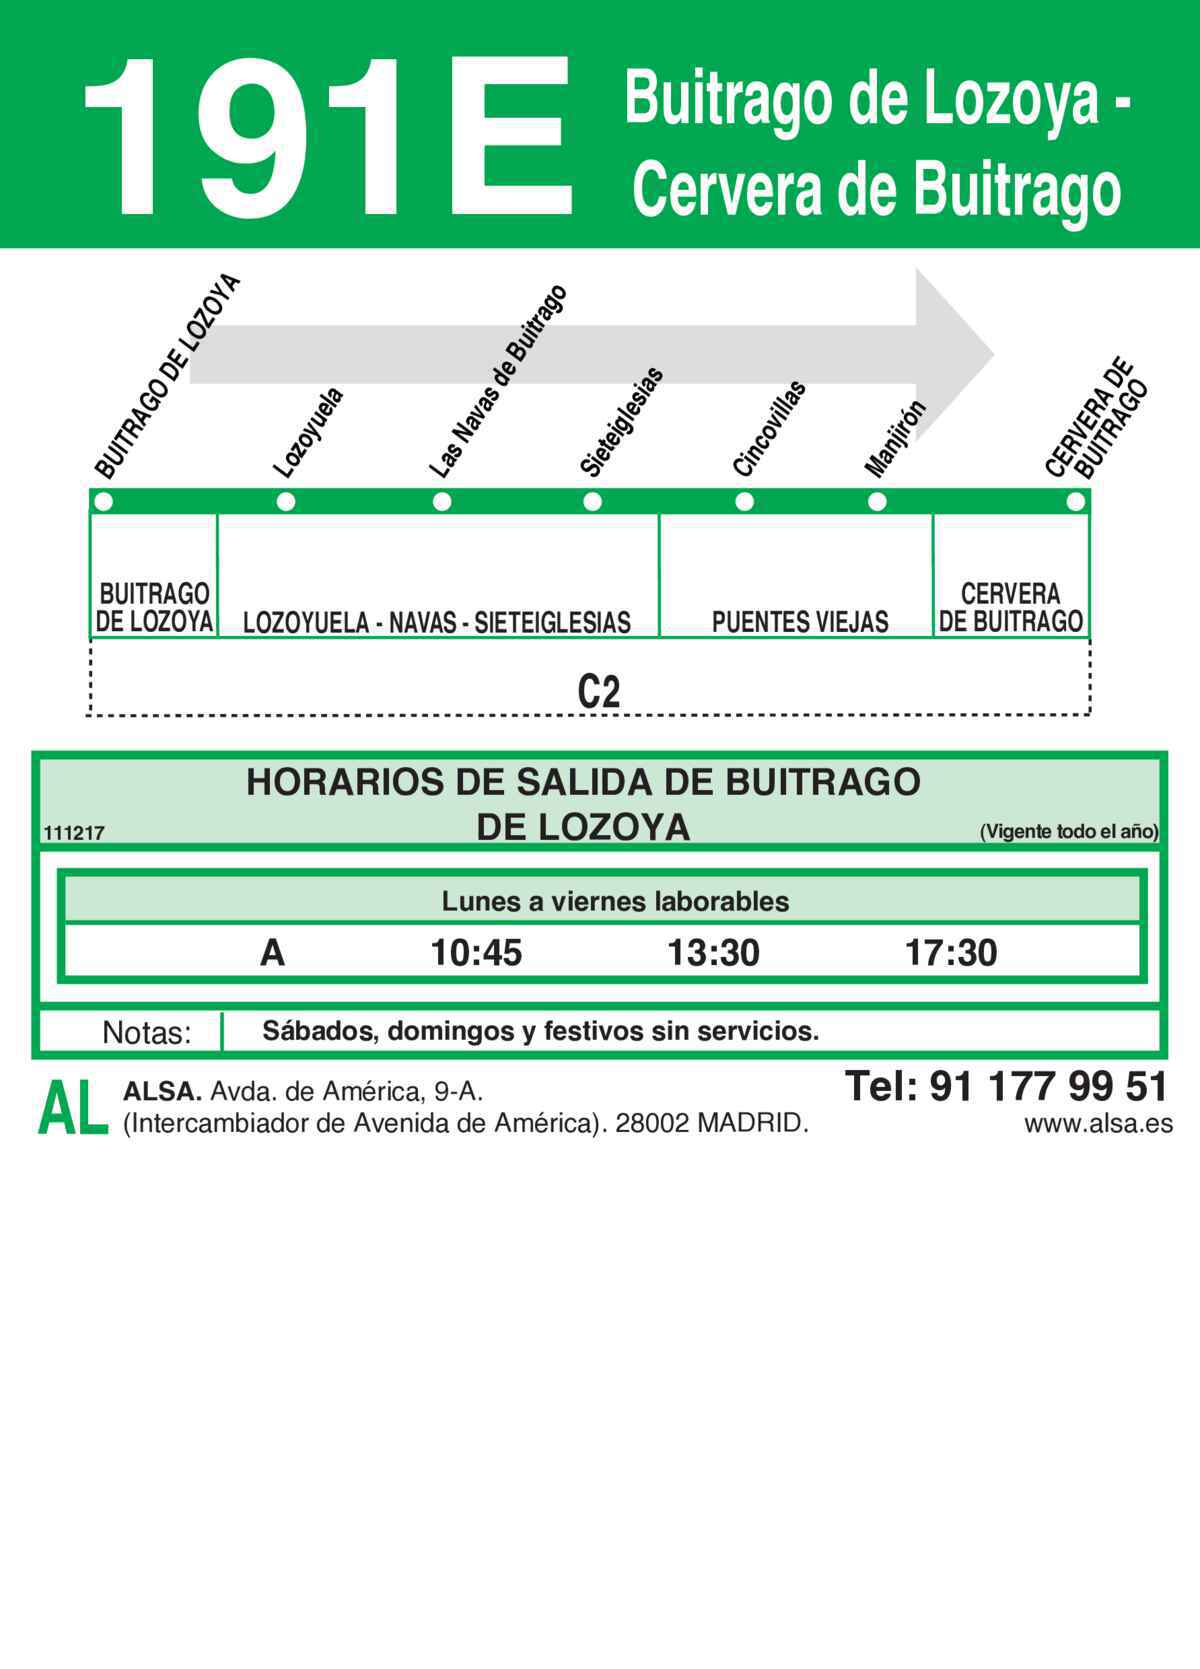 191E
Buitrago de Lozoya -
Cervera de Buitrago
BUITRAGO DE LOZOYA
Lozoyuela
Las Navas de Buitrago
Sieteiglesias
Cincovillas
Manjirón
CERVERA DE
BUITRAGO
BUITRAGO
DE LOZOYA
LOZOYUELA - NAVAS - SIETEIGLESIAS
PUENTES VIEJAS
CERVERA
DE BUITRAGO
C2
HORARIOS DE SALIDA DE BUITRAGO
DE LOZOYA
111217
(Vigente todo el año)
Lunes a viernes laborables
A 10:45 13:30 17:30
Notas: Sábados, domingos y festivos sin servicios.
AL
ALSA. Avda. de América, 9-A.
(Intercambiador de Avenida de América). 28002 MADRID.
Tel: 91 177 99 51
www.alsa.es